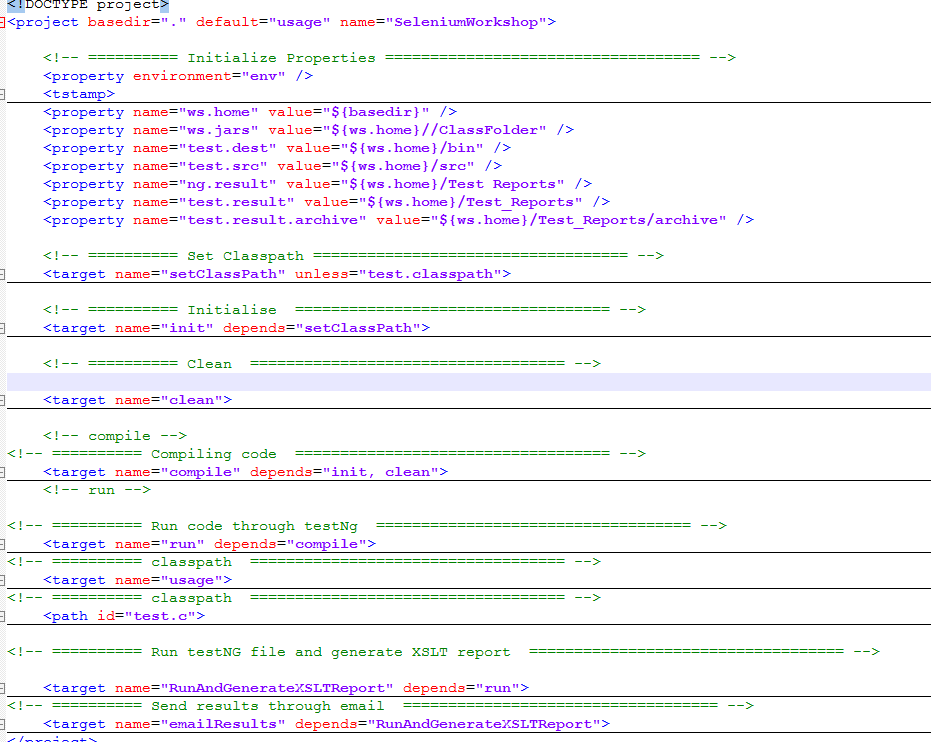 <!DOCTYPE project>
<project basedir="." default="usage" name="SeleniumWorkshop">
<!-- ========== Initialize Properties =================================== -->
<property environment="env" />
<tstamp>
<property name="ws.home" value="${basedir}" />
<property name="ws.jars" value="${ws.home}//ClassFolder" />
<property name="test.dest" value="${ws.home}/bin" />
<property name="test.src" value="${ws.home}/src" />
<property name="ng.result" value="${ws.home}/Test Reports" />
<property name="test.result" value="${ws.home}/Test_Reports" />
<property name="test.result.archive" value="${ws.home}/Test_Reports/archive" />
<!-- ========== Set Classpath =================================== -->
<target name="setClassPath" unless="test.classpath">
<!-- ========== Initialise  =================================== -->
<target name="init" depends="setClassPath">
<!-- ========== Clean  =================================== -->
<target name="clean">
<!-- compile -->
<!-- ========== Compiling code  =================================== -->
<target name="compile" depends="init, clean">
<!-- run -->
<!-- ========== Run code through testNg  =================================== -->
<target name="run" depends="compile">
<!-- ========== classpath  =================================== -->
<target name="usage">
<!-- ========== classpath  =================================== -->
<path id="test.c">
<!-- ========== Run testNG file and generate XSLT report  =================================== -->
<target name="RunAndGenerateXSLTReport" depends="run">
<!-- ========== Send results through email  =================================== -->
<target name="emailResults" depends="RunAndGenerateXSLTReport">
</project>